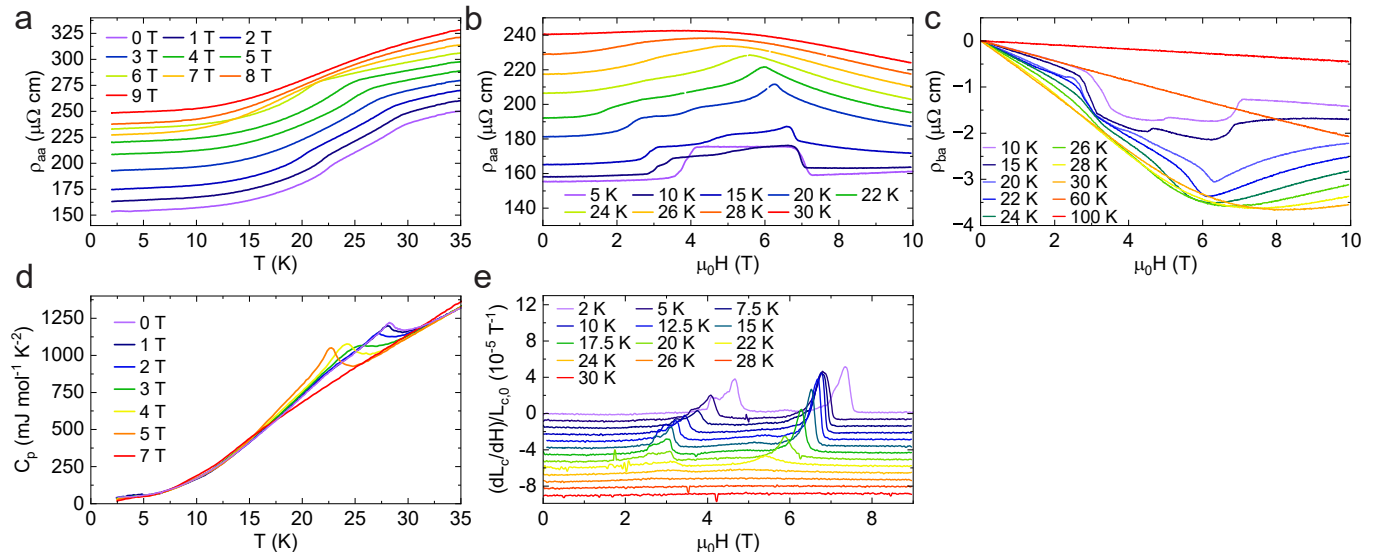 a
325
300
275
250
225
200
175
150
0 T 1 T 2 T
3 T 4 T 5 T
6 T 7 T 8 T
9 T
ρaa (μΩ cm)
0 5 10 15 20 25 30 35
T (K)
b
240
220
200
180
160
140
ρaa (μΩ cm)
5 K 10 K 15 K 20 K 22 K
24 K 26 K 28 K 30 K
0 2 4 6 8 10
μ0H (T)
c
0
−1
−2
−3
−4
ρba (μΩ cm)
10 K 26 K
15 K 28 K
20 K 30 K
22 K 60 K
24 K 100 K
0 2 4 6 8 10
μ0H (T)
d
1250
1000
750
500
250
0
Cp (mJ mol⁻¹ K⁻²)
0 T
1 T
2 T
3 T
4 T
5 T
7 T
0 5 10 15 20 25 30 35
T (K)
e
12
8
4
0
-4
-8
(dLc/dH)/Lc,0 (10⁻⁵ T⁻¹)
2 K 5 K 7.5 K
10 K 12.5 K 15 K
17.5 K 20 K 22 K
24 K 26 K 28 K
30 K
0 2 4 6 8
μ0H (T)